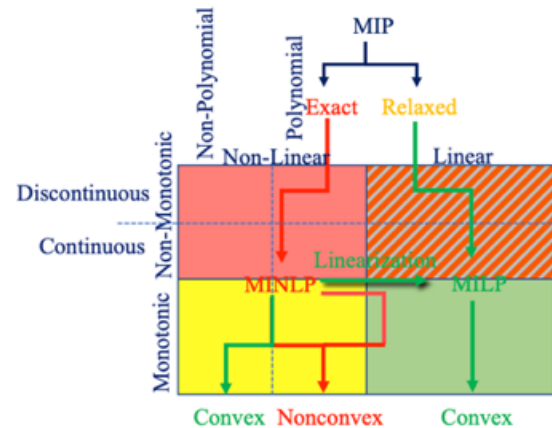 MIP
Non-Polynomial
Polynomial
Exact
Relaxed
Non-Linear
Linear
Discontinuous
Continuous
Non-Monotonic
Linearization
MINLP
MILP
Monotonic
Convex
Nonconvex
Convex